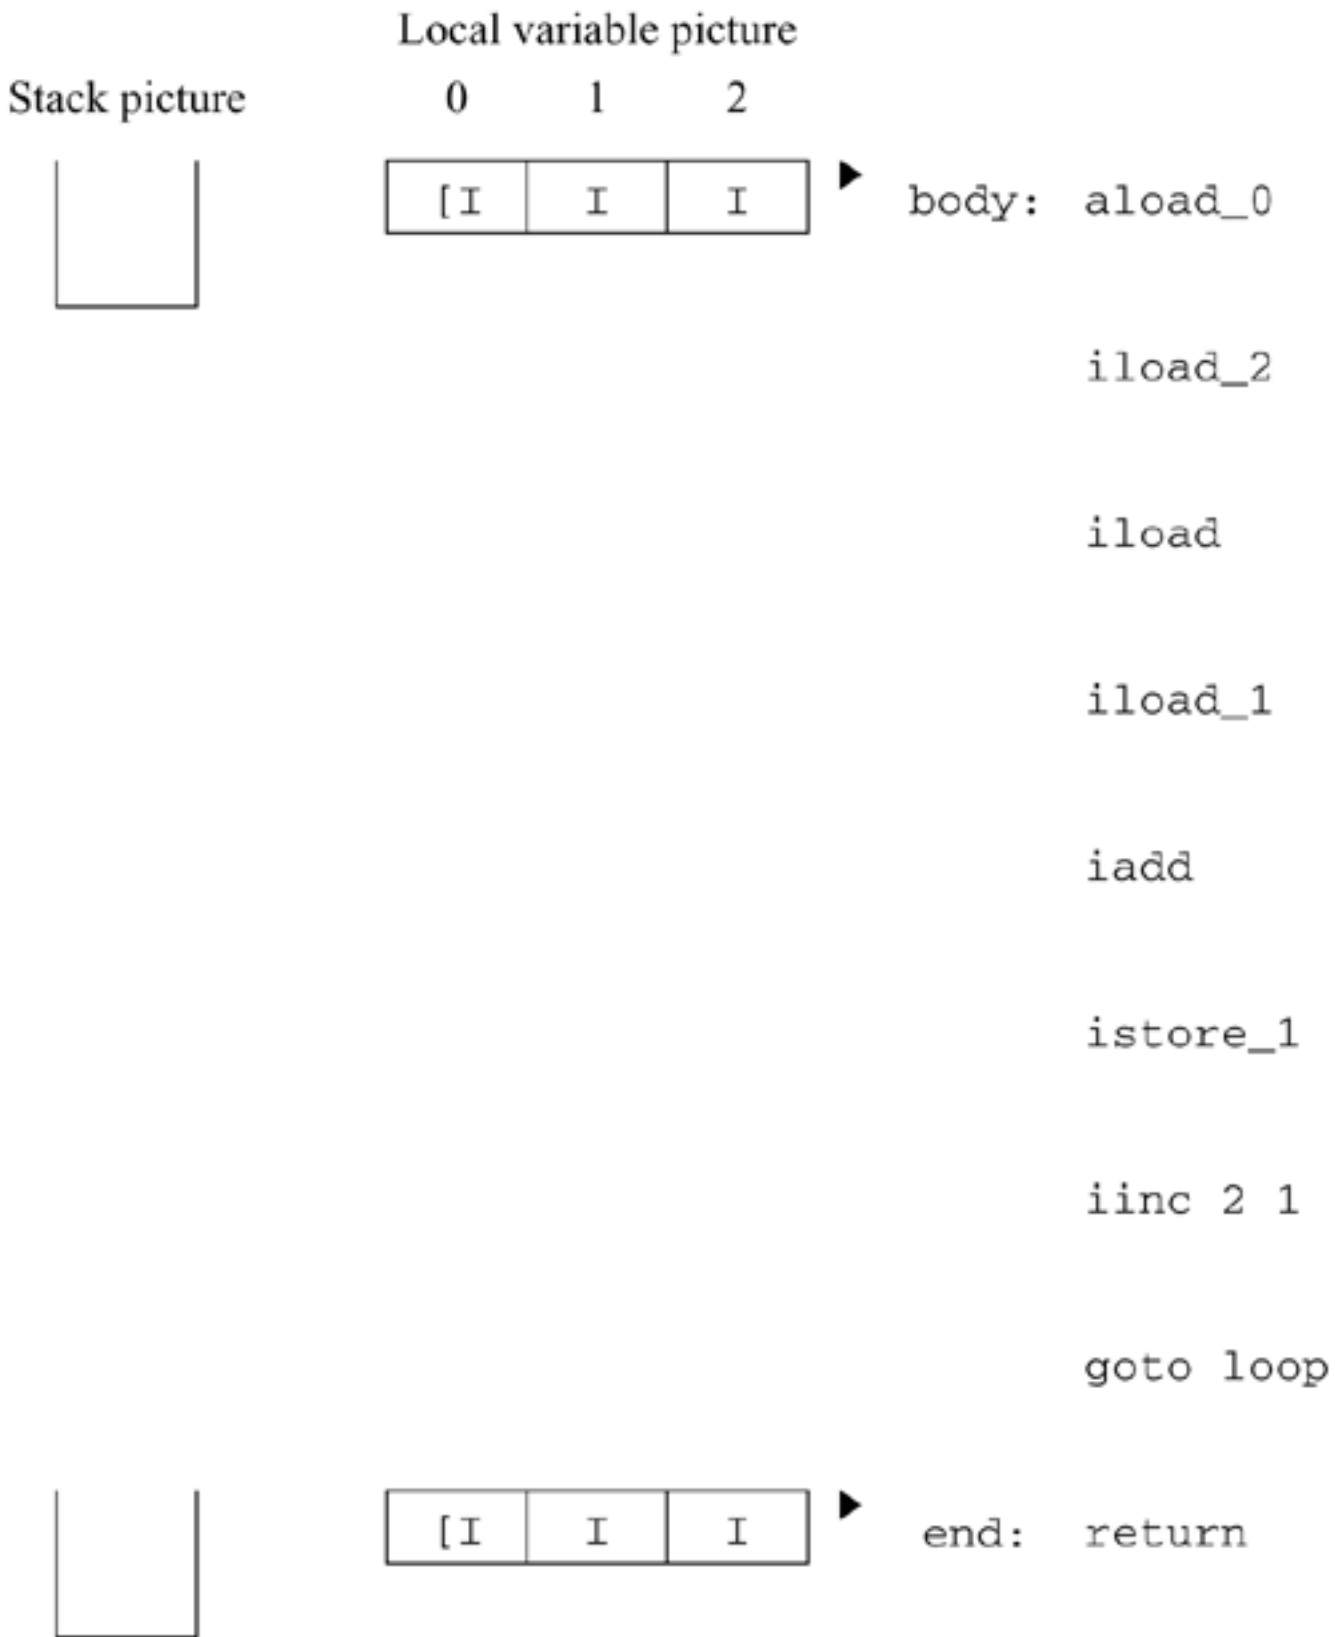 Local variable picture
Stack picture 0 1 2
[I I I body: aload_0
iload_2
iload
iload_1
iadd
istore_1
iinc 2 1
goto loop
[I I I end: return